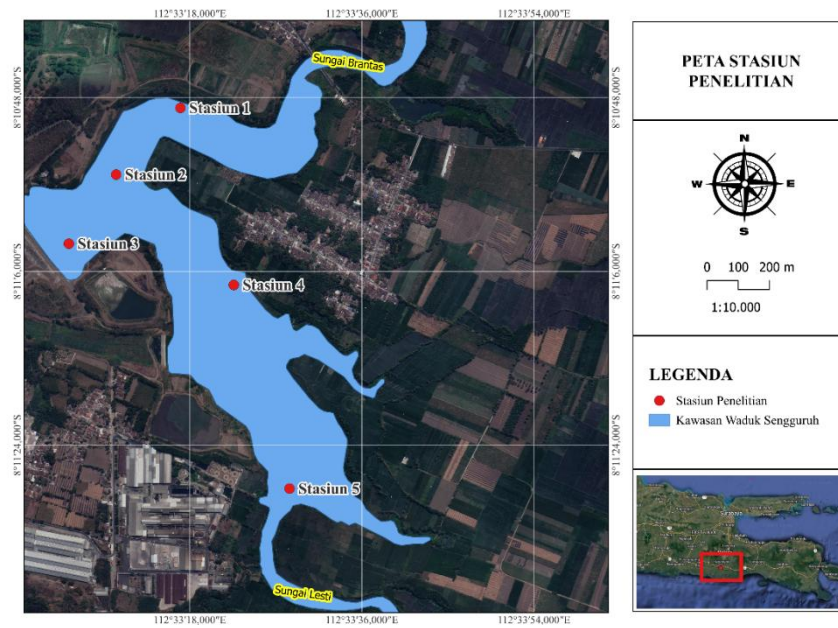 112°33'18,000"E
112°33'36,000"E
112°33'54,000"E
8°10'48,000"S
8°10'48,000"S
Sungai Brantas
Stasiun 1
Stasiun 2
Stasiun 3
Stasiun 4
8°11'6,000"S
8°11'6,000"S
8°11'24,000"S
8°11'24,000"S
Stasiun 5
Sungai Lesti
112°33'18,000"E
112°33'36,000"E
112°33'54,000"E
PETA STASIUN
PENELITIAN
N
W
E
S
0 100 200 m
1:10.000
LEGENDA
Stasiun Penelitian
Kawasan Waduk Sengguruh